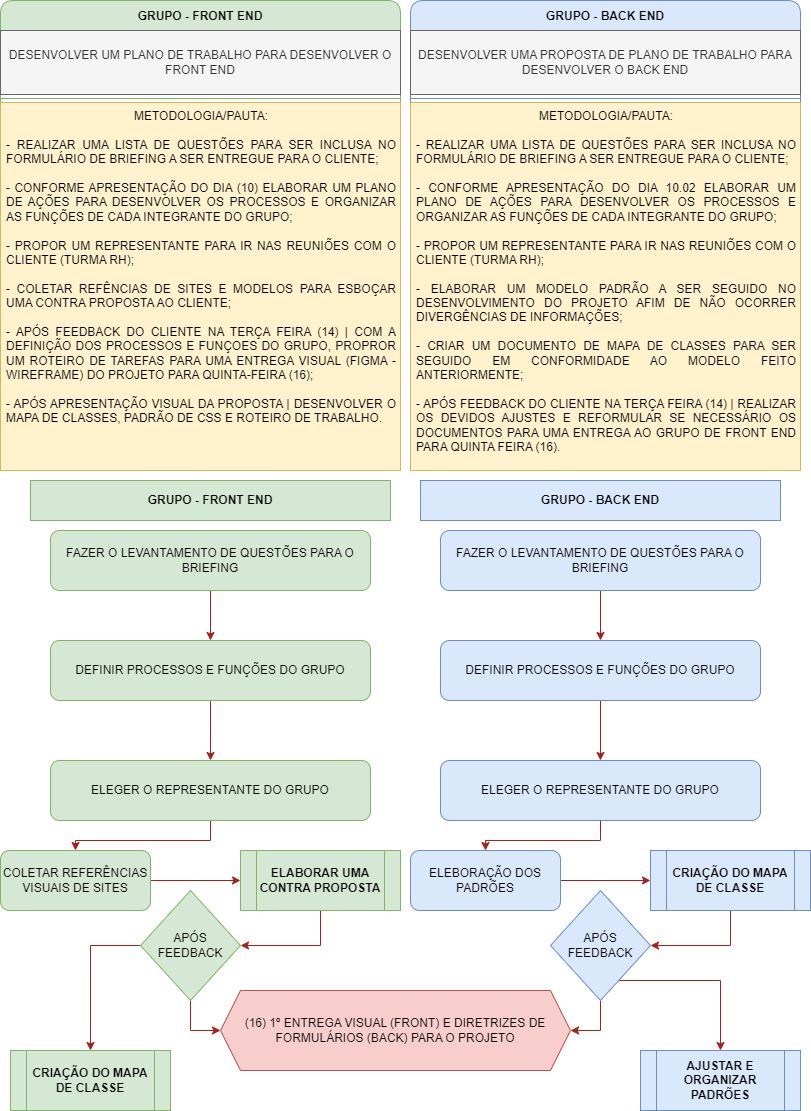 GRUPO - FRONT END
DESENVOLVER UM PLANO DE TRABALHO PARA DESENVOLVER O
FRONT END
METODOLOGIA/PAUTA:
- REALIZAR UMA LISTA DE QUESTÕES PARA SER INCLUSA NO
FORMULÁRIO DE BRIEFING A SER ENTREGUE PARA O CLIENTE;
- CONFORME APRESENTAÇÃO DO DIA (10) ELABORAR UM PLANO
DE AÇÕES PARA DESENVOLVER OS PROCESSOS E ORGANIZAR
AS FUNÇÕES DE CADA INTEGRANTE DO GRUPO;
- PROPOR UM REPRESENTANTE PARA IR NAS REUNIÕES COM O
CLIENTE (TURMA RH);
- COLETAR REFÊNCIAS DE SITES E MODELOS PARA ESBOÇAR
UMA CONTRA PROPOSTA AO CLIENTE;
- APÓS FEEDBACK DO CLIENTE NA TERÇA FEIRA (14) | COM A
DEFINIÇÃO DOS PROCESSOS E FUNÇOES DO GRUPO, PROPROR
UM ROTEIRO DE TAREFAS PARA UMA ENTREGA VISUAL (FIGMA -
WIREFRAME) DO PROJETO PARA QUINTA-FEIRA (16);
- APÓS APRESENTAÇÃO VISUAL DA PROPOSTA | DESENVOLVER O
MAPA DE CLASSES, PADRÃO DE CSS E ROTEIRO DE TRABALHO.
GRUPO - BACK END
DESENVOLVER UMA PROPOSTA DE PLANO DE TRABALHO PARA
DESENVOLVER O BACK END
METODOLOGIA/PAUTA:
- REALIZAR UMA LISTA DE QUESTÕES PARA SER INCLUSA NO
FORMULÁRIO DE BRIEFING A SER ENTREGUE PARA O CLIENTE;
- CONFORME APRESENTAÇÃO DO DIA 10.02 ELABORAR UM
PLANO DE AÇÕES PARA DESENVOLVER OS PROCESSOS E
ORGANIZAR AS FUNÇÕES DE CADA INTEGRANTE DO GRUPO;
- PROPOR UM REPRESENTANTE PARA IR NAS REUNIÕES COM O
CLIENTE (TURMA RH);
- ELABORAR UM MODELO PADRÃO A SER SEGUIDO NO
DESENVOLVIMENTO DO PROJETO AFIM DE NÃO OCORRER
DIVERGÊNCIAS DE INFORMAÇÕES;
- CRIAR UM DOCUMENTO DE MAPA DE CLASSES PARA SER
SEGUIDO EM CONFORMIDADE AO MODELO FEITO
ANTERIORMENTE;
- APÓS FEEDBACK DO CLIENTE NA TERÇA FEIRA (14) | REALIZAR
OS DEVIDOS AJUSTES E REFORMULAR SE NECESSÁRIO OS
DOCUMENTOS PARA UMA ENTREGA AO GRUPO DE FRONT END
PARA QUINTA FEIRA (16).
GRUPO - FRONT END
FAZER O LEVANTAMENTO DE QUESTÕES PARA O
BRIEFING
DEFINIR PROCESSOS E FUNÇÕES DO GRUPO
ELEGER O REPRESENTANTE DO GRUPO
COLETAR REFERÊNCIAS
VISUAIS DE SITES
ELABORAR UMA
CONTRA PROPOSTA
APÓS
FEEDBACK
CRIAÇÃO DO MAPA
DE CLASSE
GRUPO - BACK END
FAZER O LEVANTAMENTO DE QUESTÕES PARA O
BRIEFING
DEFINIR PROCESSOS E FUNÇÕES DO GRUPO
ELEGER O REPRESENTANTE DO GRUPO
ELEBORAÇÃO DOS
PADRÕES
CRIAÇÃO DO MAPA
DE CLASSE
APÓS
FEEDBACK
(16) 1º ENTREGA VISUAL (FRONT) E DIRETRIZES DE
FORMULÁRIOS (BACK) PARA O PROJETO
AJUSTAR E
ORGANIZAR
PADRÕES